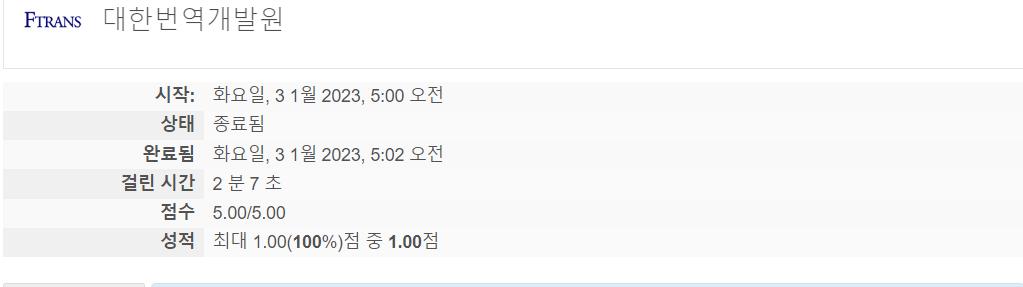 FTRANS 대한번역개발원
시작: 화요일, 3 1월 2023, 5:00 오전
상태 종료됨
완료됨 화요일, 3 1월 2023, 5:02 오전
걸린 시간 2 분 7 초
점수 5.00/5.00
성적 최대 1.00(100%)점 중 1.00점